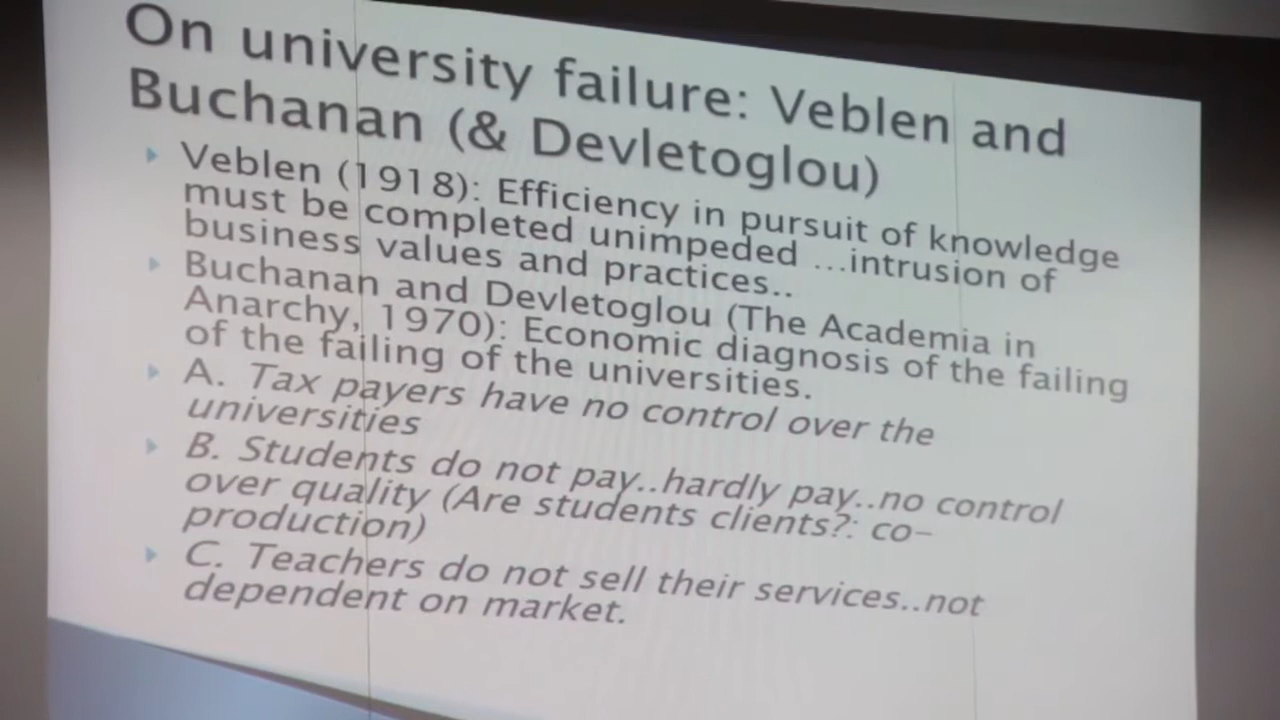 On university failure: Veblen and
Buchanan (& Devletoglou)
Veblen (1918): Efficiency in pursuit of knowledge
must be completed unimpeded ...intrusion of
business values and practices..
Buchanan and Devletoglou (The Academia in
Anarchy, 1970): Economic diagnosis of the failing
of the failing of the universities.
A. Tax payers have no control over the
universities
B. Students do not pay..hardly pay..no control
over quality (Are students clients?: co-
production)
C. Teachers do not sell their services..not
dependent on market.